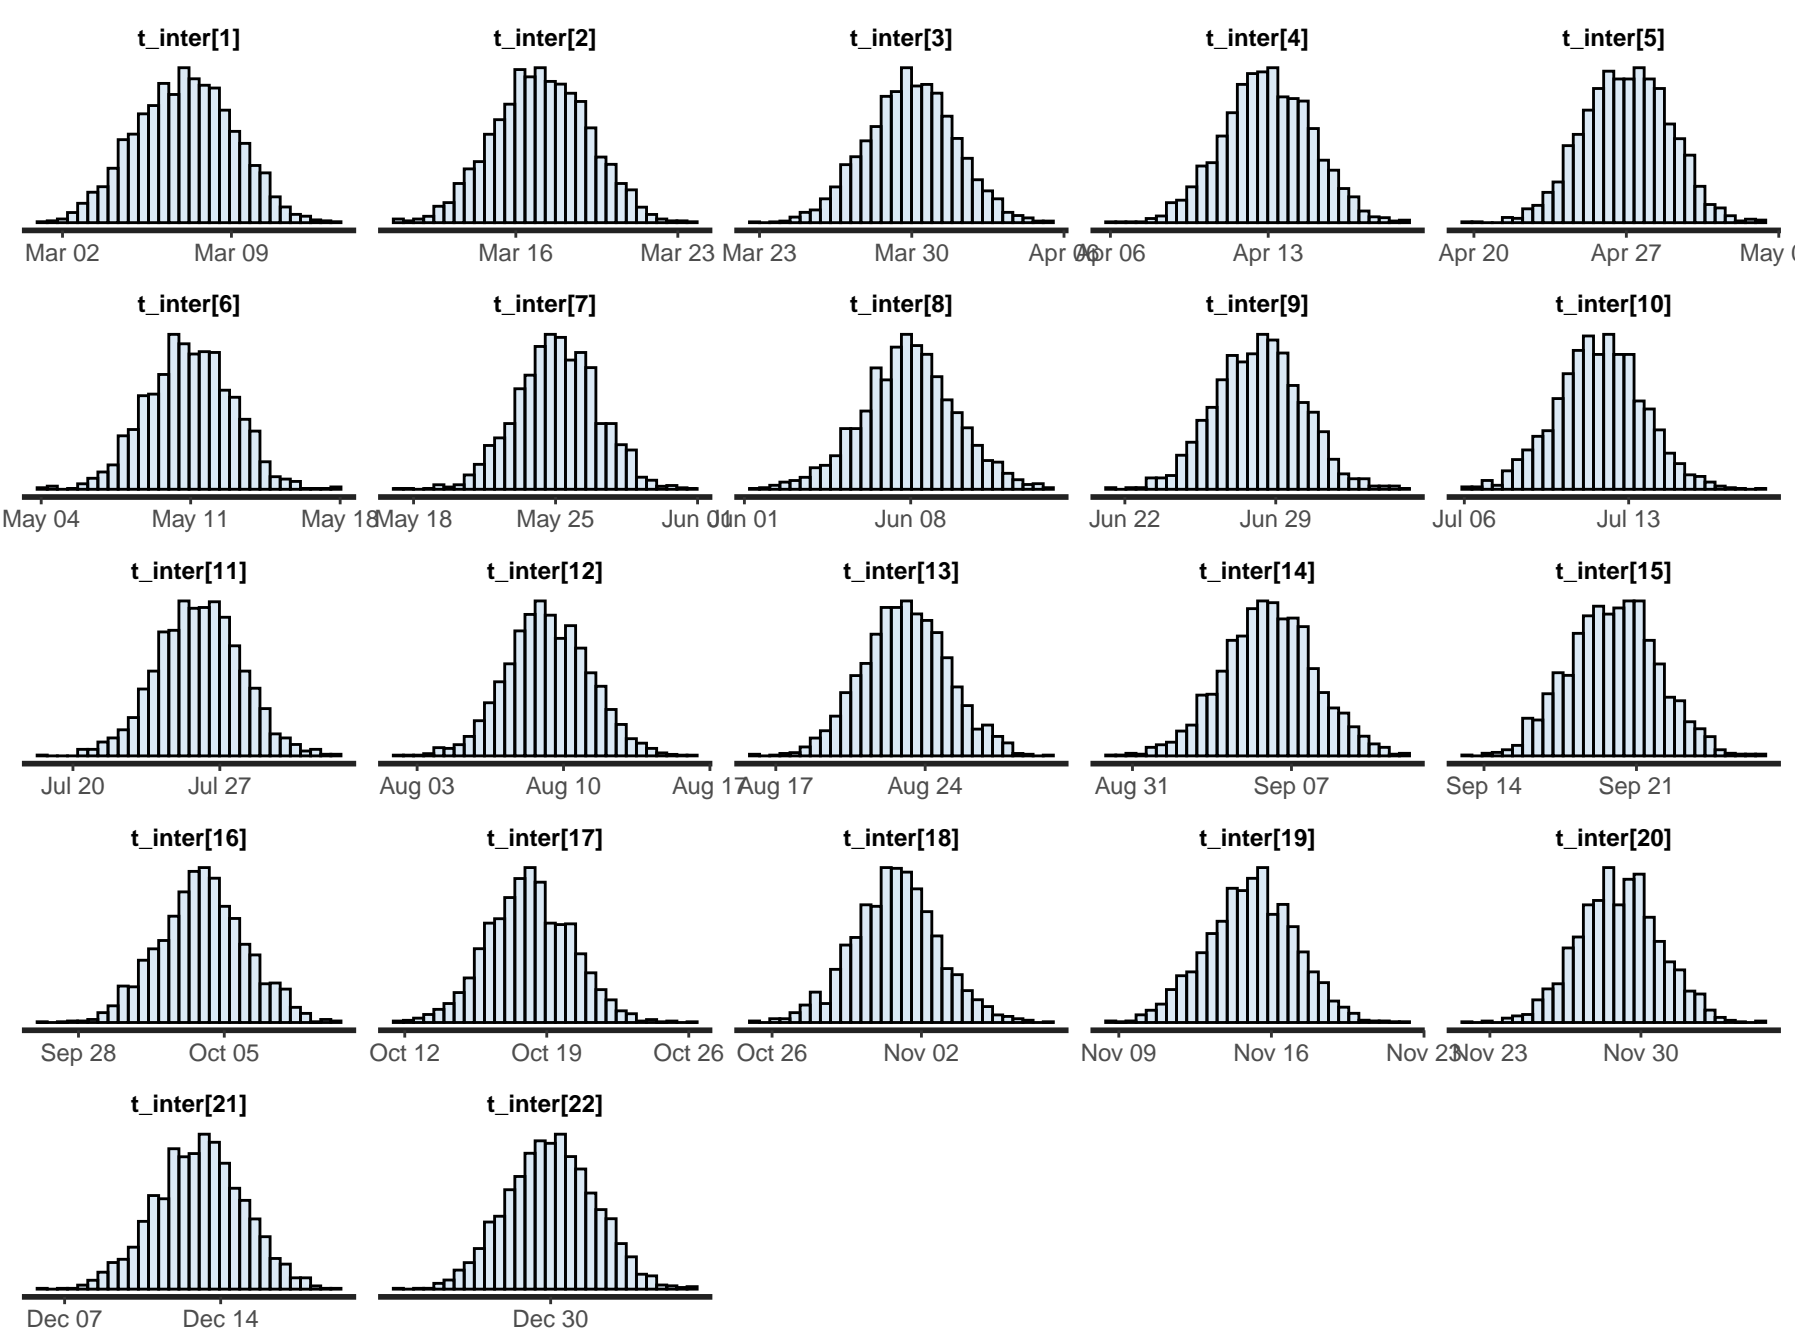 t_inter[1] t_inter[2] t_inter[3] t_inter[4] t_inter[5]
Mar 02 Mar 09 Mar 16 Mar 23 Mar 23 Mar 30 Apr 06 Apr 06 Apr 13 Apr 20 Apr 27 May 0
t_inter[6] t_inter[7] t_inter[8] t_inter[9] t_inter[10]
May 04 May 11 May 18 May 18 May 25 Jun 01 Jun 01 Jun 08 Jun 22 Jun 29 Jul 06 Jul 13
t_inter[11] t_inter[12] t_inter[13] t_inter[14] t_inter[15]
Jul 20 Jul 27 Aug 03 Aug 10 Aug 17 Aug 17 Aug 24 Aug 31 Sep 07 Sep 14 Sep 21
t_inter[16] t_inter[17] t_inter[18] t_inter[19] t_inter[20]
Sep 28 Oct 05 Oct 12 Oct 19 Oct 26 Oct 26 Nov 02 Nov 09 Nov 16 Nov 23 Nov 23 Nov 30
t_inter[21] t_inter[22]
Dec 07 Dec 14 Dec 30